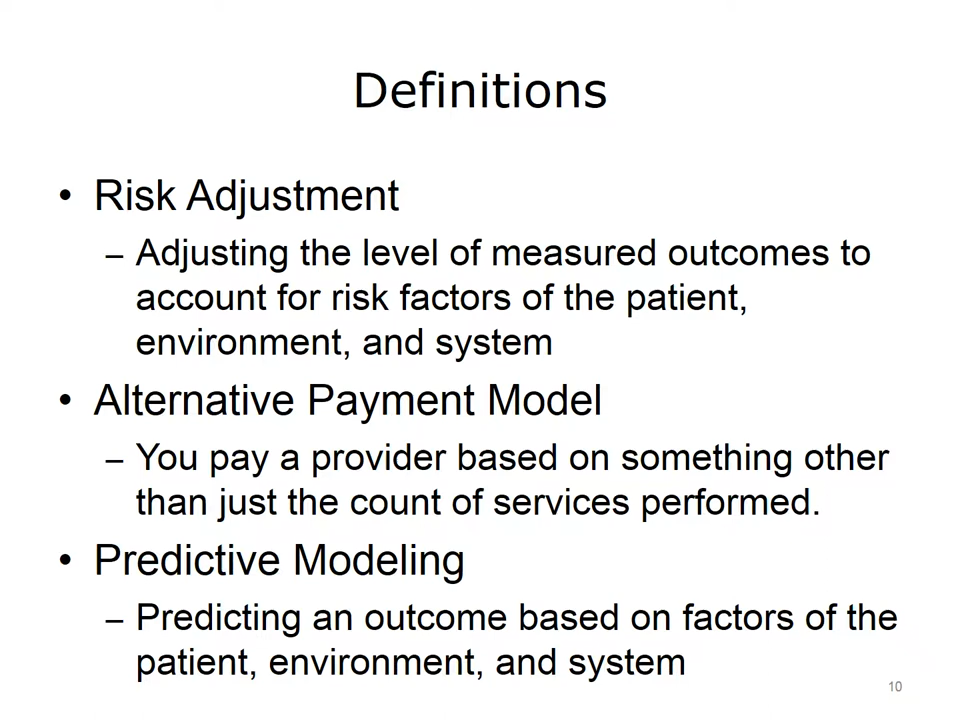 Definitions
• Risk Adjustment
– Adjusting the level of measured outcomes to
account for risk factors of the patient,
environment, and system
• Alternative Payment Model
– You pay a provider based on something other
than just the count of services performed.
• Predictive Modeling
– Predicting an outcome based on factors of the
patient, environment, and system
10